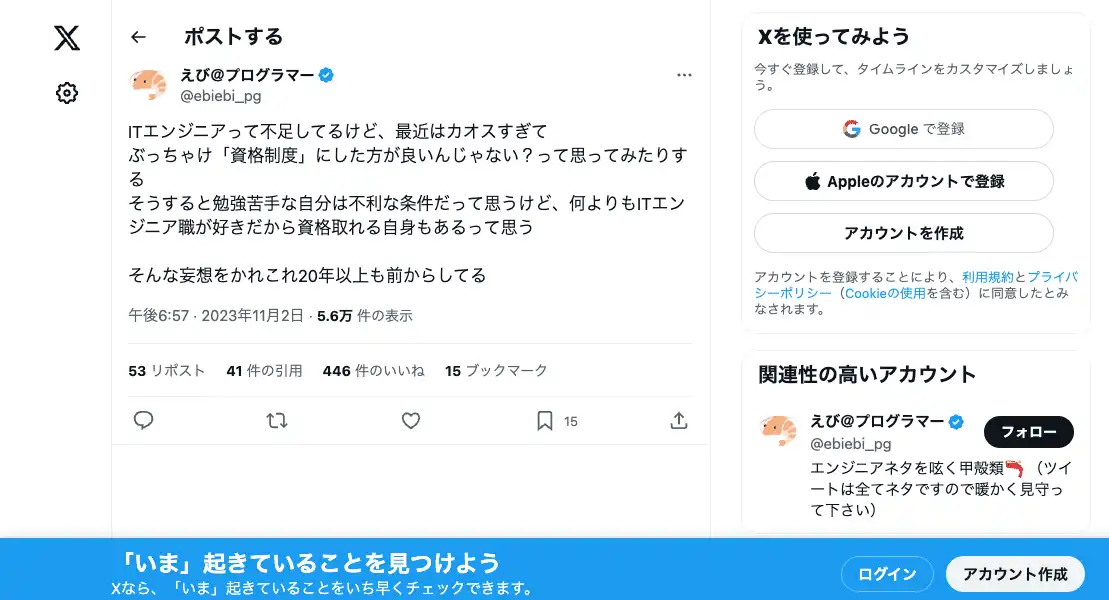 ポストする
えび@プログラマー
@ebiebi_pg
ITエンジニアって不足してるけど、最近はカオスすぎて
ぶっちゃけ「資格制度」にした方が良いんじゃない？って思ってみたりす
る
そうすると勉強苦手な自分は不利な条件だって思うけど、何よりもITエン
ジニア職が好きだから資格取れる自身もあるって思う
そんな妄想をかれこれ20年以上も前からしてる
午後6:57 · 2023年11月2日 · 5.6万 件の表示
53 リポスト 41 件の引用 446 件のいいね 15 ブックマーク
15
Xを使ってみよう
今すぐ登録して、タイムラインをカスタマイズしましょ
う。
Google で登録
Appleのアカウントで登録
アカウントを作成
アカウントを登録することにより、利用規約とプライバ
シーポリシー（Cookieの使用を含む）に同意したとみ
なされます。
関連性の高いアカウント
えび@プログラマー
@ebiebi_pg
フォロー
エンジニアネタを呟く甲殻類🦐（ツイ
ートは全てネタですので暖かく見守っ
て下さい）
「いま」起きていることを見つけよう
Xなら、「いま」起きていることをいち早くチェックできます。
ログイン
アカウント作成